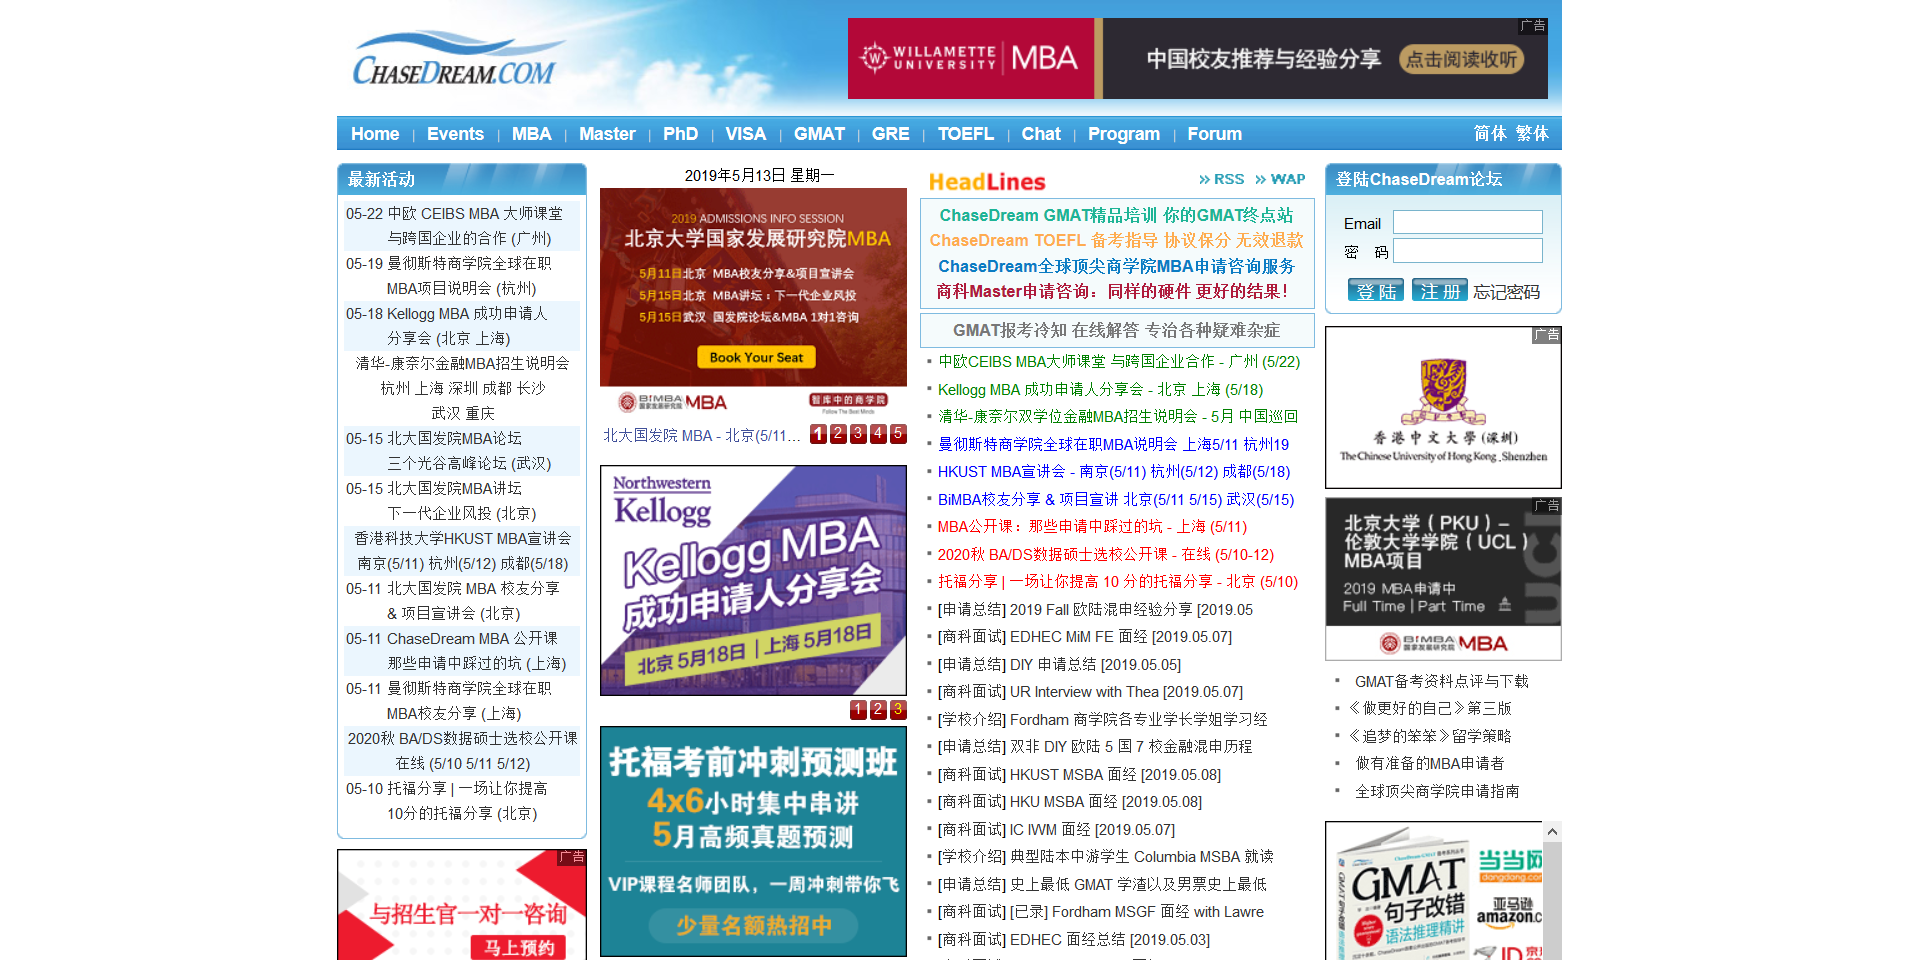 CHASEDREAM.COM
WILLAMETTE UNIVERSITY MBA
中国校友推荐与经验分享 点击阅读收听
广告
Home | Events | MBA | Master | PhD | VISA | GMAT | GRE | TOEFL | Chat | Program | Forum
简体 繁体
最新活动
05-22 中欧 CEIBS MBA 大师课堂
与跨国企业的合作 (广州)
05-19 曼彻斯特商学院全球在职
MBA项目说明会 (杭州)
05-18 Kellogg MBA 成功申请人
分享会 (北京 上海)
清华-康奈尔金融MBA招生说明会
杭州 上海 深圳 成都 长沙
武汉 重庆
05-15 北大国发院MBA论坛
三个光谷高峰论坛 (武汉)
05-15 北大国发院MBA讲坛
下一代企业风投 (北京)
香港科技大学HKUST MBA宣讲会
南京(5/11) 杭州(5/12) 成都(5/18)
05-11 北大国发院 MBA 校友分享
& 项目宣讲会 (北京)
05-11 ChaseDream MBA 公开课
那些申请中踩过的坑 (上海)
05-11 曼彻斯特商学院全球在职
MBA校友分享 (上海)
2020秋 BA/DS数据硕士选校公开课
在线 (5/10 5/11 5/12)
05-10 托福分享 | 一场让你提高
10分的托福分享 (北京)
广告
与招生官一对一咨询
马上预约
2019年5月13日 星期一
2019 ADMISSIONS INFO SESSION
北京大学国家发展研究院MBA
5月11日北京 MBA校友分享&项目宣讲会
5月15日北京 MBA讲坛：下一代企业风投
5月15日武汉 国发院论坛&MBA 1对1咨询
Book Your Seat
BIMBA 国家发展研究院 MBA
智库中的商学院
Follow The Best Minds
北大国发院 MBA - 北京(5/11...
1 2 3 4 5
Northwestern
Kellogg
Kellogg MBA
成功申请人分享会
北京 5月18日 | 上海 5月18日
1 2 3
托福考前冲刺预测班
4x6小时集中串讲
5月高频真题预测
VIP课程名师团队，一周冲刺带你飞
少量名额热招中
HeadLines
RSS
WAP
ChaseDream GMAT精品培训 你的GMAT终点站
ChaseDream TOEFL 备考指导 协议保分 无效退款
ChaseDream全球顶尖商学院MBA申请咨询服务
商科Master申请咨询：同样的硬件 更好的结果！
GMAT报考冷知 在线解答 专治各种疑难杂症
中欧CEIBS MBA大师课堂 与跨国企业合作 - 广州 (5/22)
Kellogg MBA 成功申请人分享会 - 北京 上海 (5/18)
清华-康奈尔双学位金融MBA招生说明会 - 5月 中国巡回
曼彻斯特商学院全球在职MBA说明会 上海5/11 杭州19
HKUST MBA宣讲会 - 南京(5/11) 杭州(5/12) 成都(5/18)
BiMBA校友分享 & 项目宣讲 北京(5/11 5/15) 武汉(5/15)
MBA公开课：那些申请中踩过的坑 - 上海 (5/11)
2020秋 BA/DS数据硕士选校公开课 - 在线 (5/10-12)
托福分享 | 一场让你提高 10 分的托福分享 - 北京 (5/10)
[申请总结] 2019 Fall 欧陆混申经验分享 [2019.05
[商科面试] EDHEC MiM FE 面经 [2019.05.07]
[申请总结] DIY 申请总结 [2019.05.05]
[商科面试] UR Interview with Thea [2019.05.07]
[学校介绍] Fordham 商学院各专业学长学姐学习经
[申请总结] 双非 DIY 欧陆 5 国 7 校金融混申历程
[商科面试] HKUST MSBA 面经 [2019.05.08]
[商科面试] HKU MSBA 面经 [2019.05.08]
[商科面试] IC IWM 面经 [2019.05.07]
[学校介绍] 典型陆本中游学生 Columbia MSBA 就读
[申请总结] 史上最低 GMAT 学渣以及男票史上最低
[商科面试] [已录] Fordham MSGF 面经 with Lawre
[商科面试] EDHEC 面经总结 [2019.05.03]
登陆ChaseDream论坛
Email
密 码
登 陆
注 册
忘记密码
广告
香港中文大學(深圳)
The Chinese University of Hong Kong, Shenzhen
广告
北京大学（PKU）–
伦敦大学学院（UCL）
MBA项目
2019 MBA申请中
Full Time | Part Time
UCL
BIMBA 国家发展研究院 MBA
GMAT备考资料点评与下载
《做更好的自己》第三版
《追梦的笨笨》留学策略
做有准备的MBA申请者
全球顶尖商学院申请指南
GMAT
句子改错
语法推理精讲
当当网
dangdang.com
亚马逊
amazon.c
JD 京